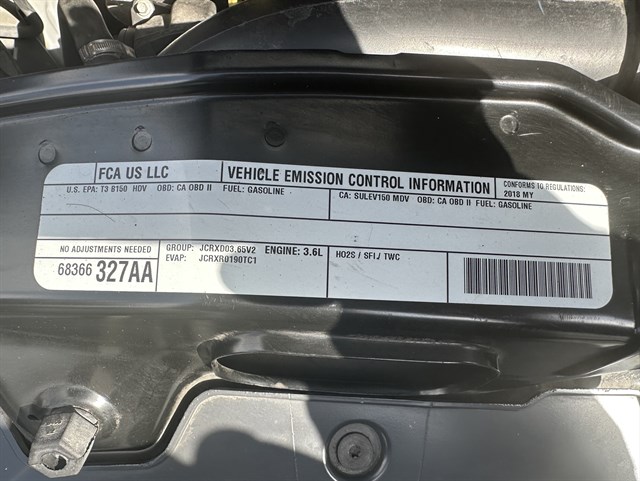 FCA US LLC
VEHICLE EMISSION CONTROL INFORMATION
CONFORMS TO REGULATIONS:
2018 MY
U.S. EPA: T3 B150 HDV OBD: CA OBD II FUEL: GASOLINE
CA: SULEV150 MDV OBD: CA OBD II FUEL: GASOLINE
NO ADJUSTMENTS NEEDED
68366 327AA
GROUP: JCRXD03.65V2 ENGINE: 3.6L
EVAP: JCRXR0190TC1
HO2S / SFI / TWC